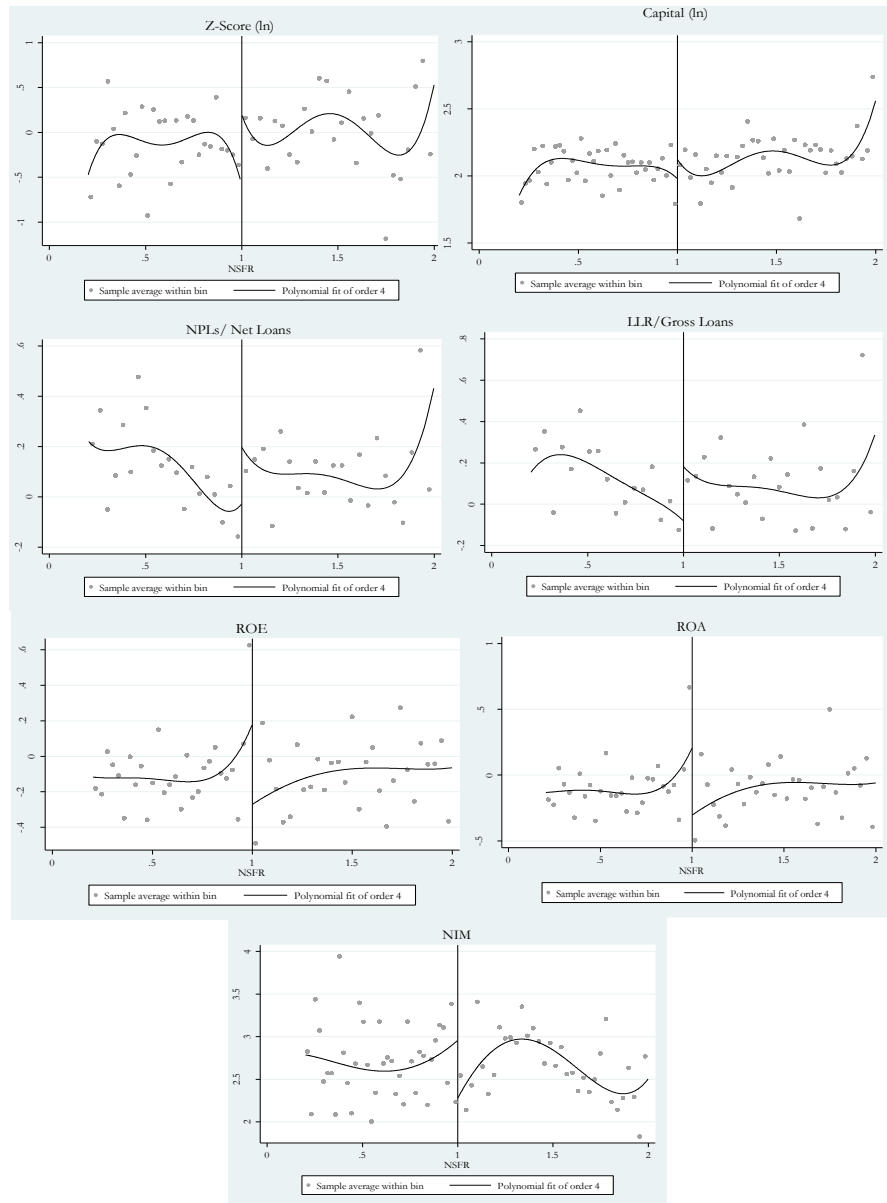 Z-Score (ln)
1
.5
0
-.5
-1
0
.5
1
1.5
2
NSFR
Sample average within bin
Polynomial fit of order 4
Capital (ln)
3
2.5
2
1.5
0
.5
1
1.5
2
Sample average within bin
Polynomial fit of order 4
NPLs/ Net Loans
.6
.4
.2
0
-.2
0
.5
1
1.5
2
Sample average within bin
Polynomial fit of order 4
LLR/Gross Loans
.8
.6
.4
.2
0
-.2
0
.5
1
1.5
2
Sample average within bin
Polynomial fit of order 4
ROE
.6
.4
.2
0
-.2
-.4
0
.5
1
1.5
2
NSFR
Sample average within bin
Polynomial fit of order 4
ROA
1
.5
0
-.5
0
.5
1
1.5
2
NSFR
Sample average within bin
Polynomial fit of order 4
NIM
4
3.5
3
2.5
2
0
.5
1
1.5
2
NSFR
Sample average within bin
Polynomial fit of order 4